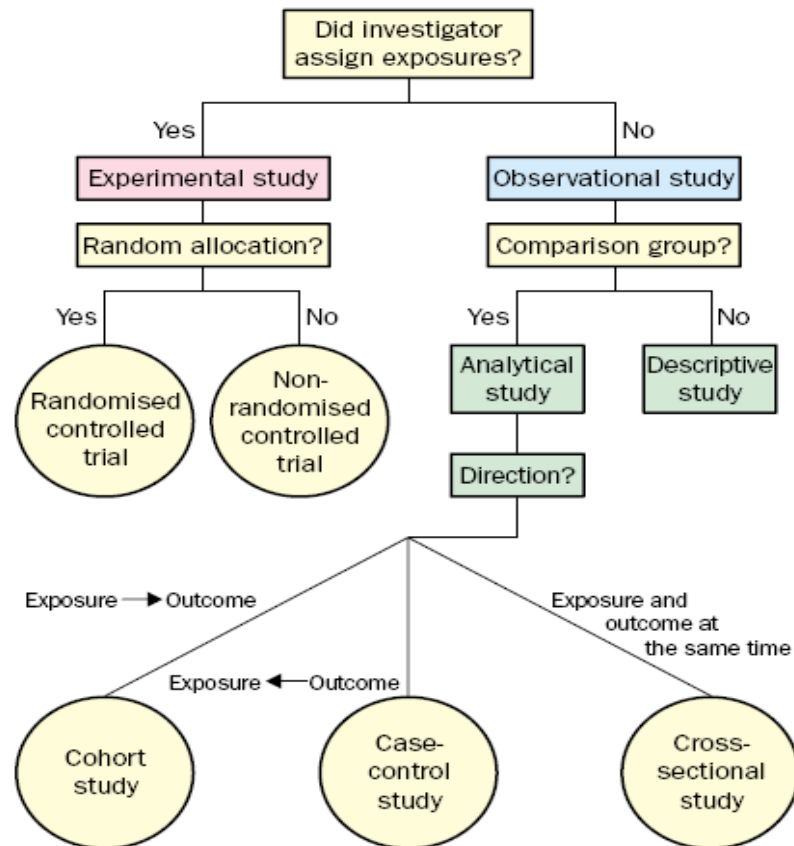 Did investigator
assign exposures?
Yes
No
Experimental study
Observational study
Random allocation?
Comparison group?
Yes
No
Yes
No
Randomised
controlled
trial
Non-
randomised
controlled
trial
Analytical
study
Descriptive
study
Direction?
Exposure → Outcome
Exposure and
outcome at
the same time
Exposure ← Outcome
Cohort
study
Case-
control
study
Cross-
sectional
study